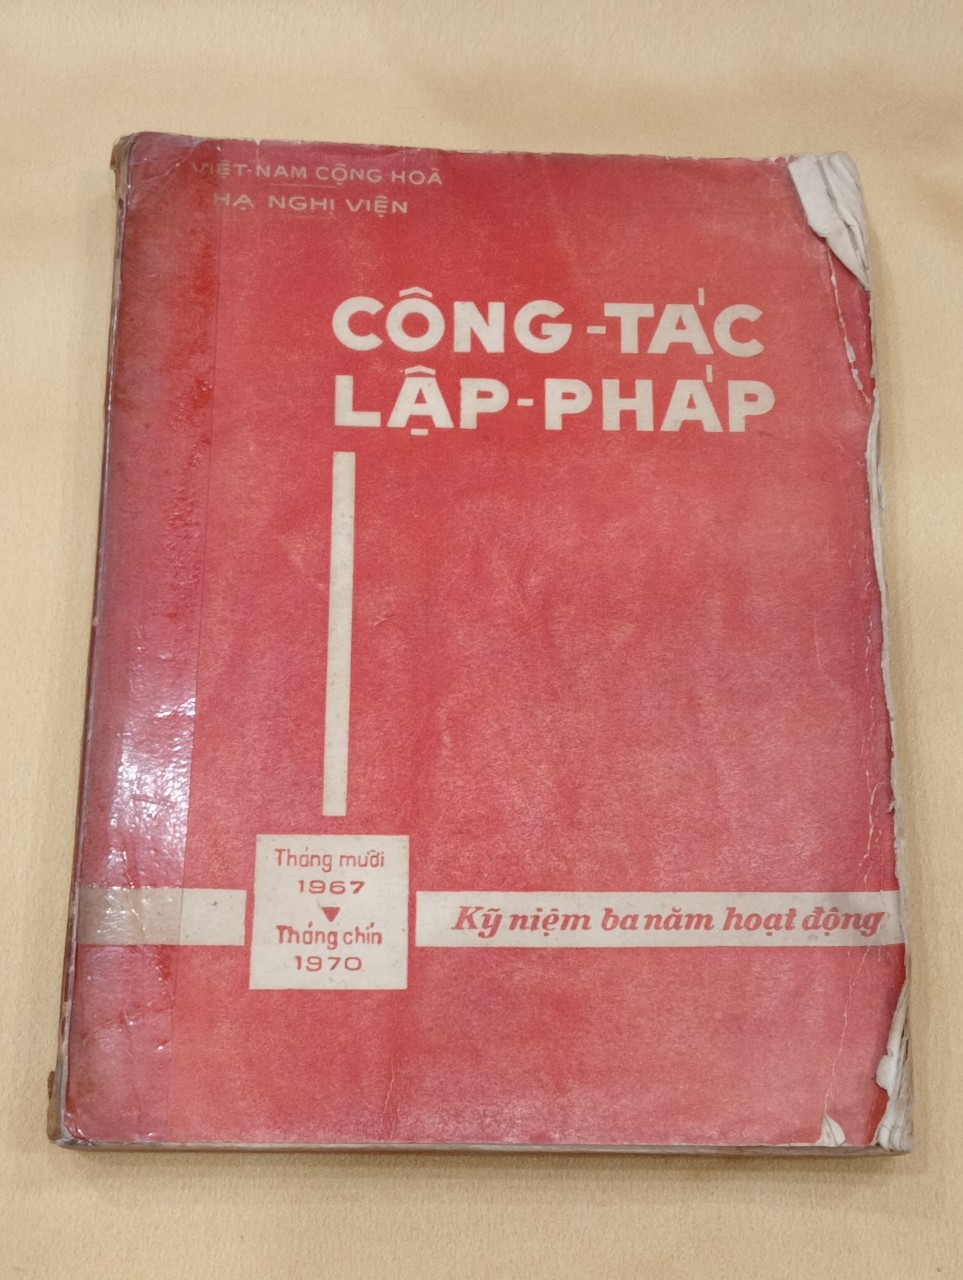 VIỆT-NAM CỘNG HOÀ
HẠ NGHỊ VIỆN
CÔNG-TÁC
LẬP-PHÁP
Tháng mười
1967
Tháng chín
1970
Kỹ niệm ba năm hoạt động